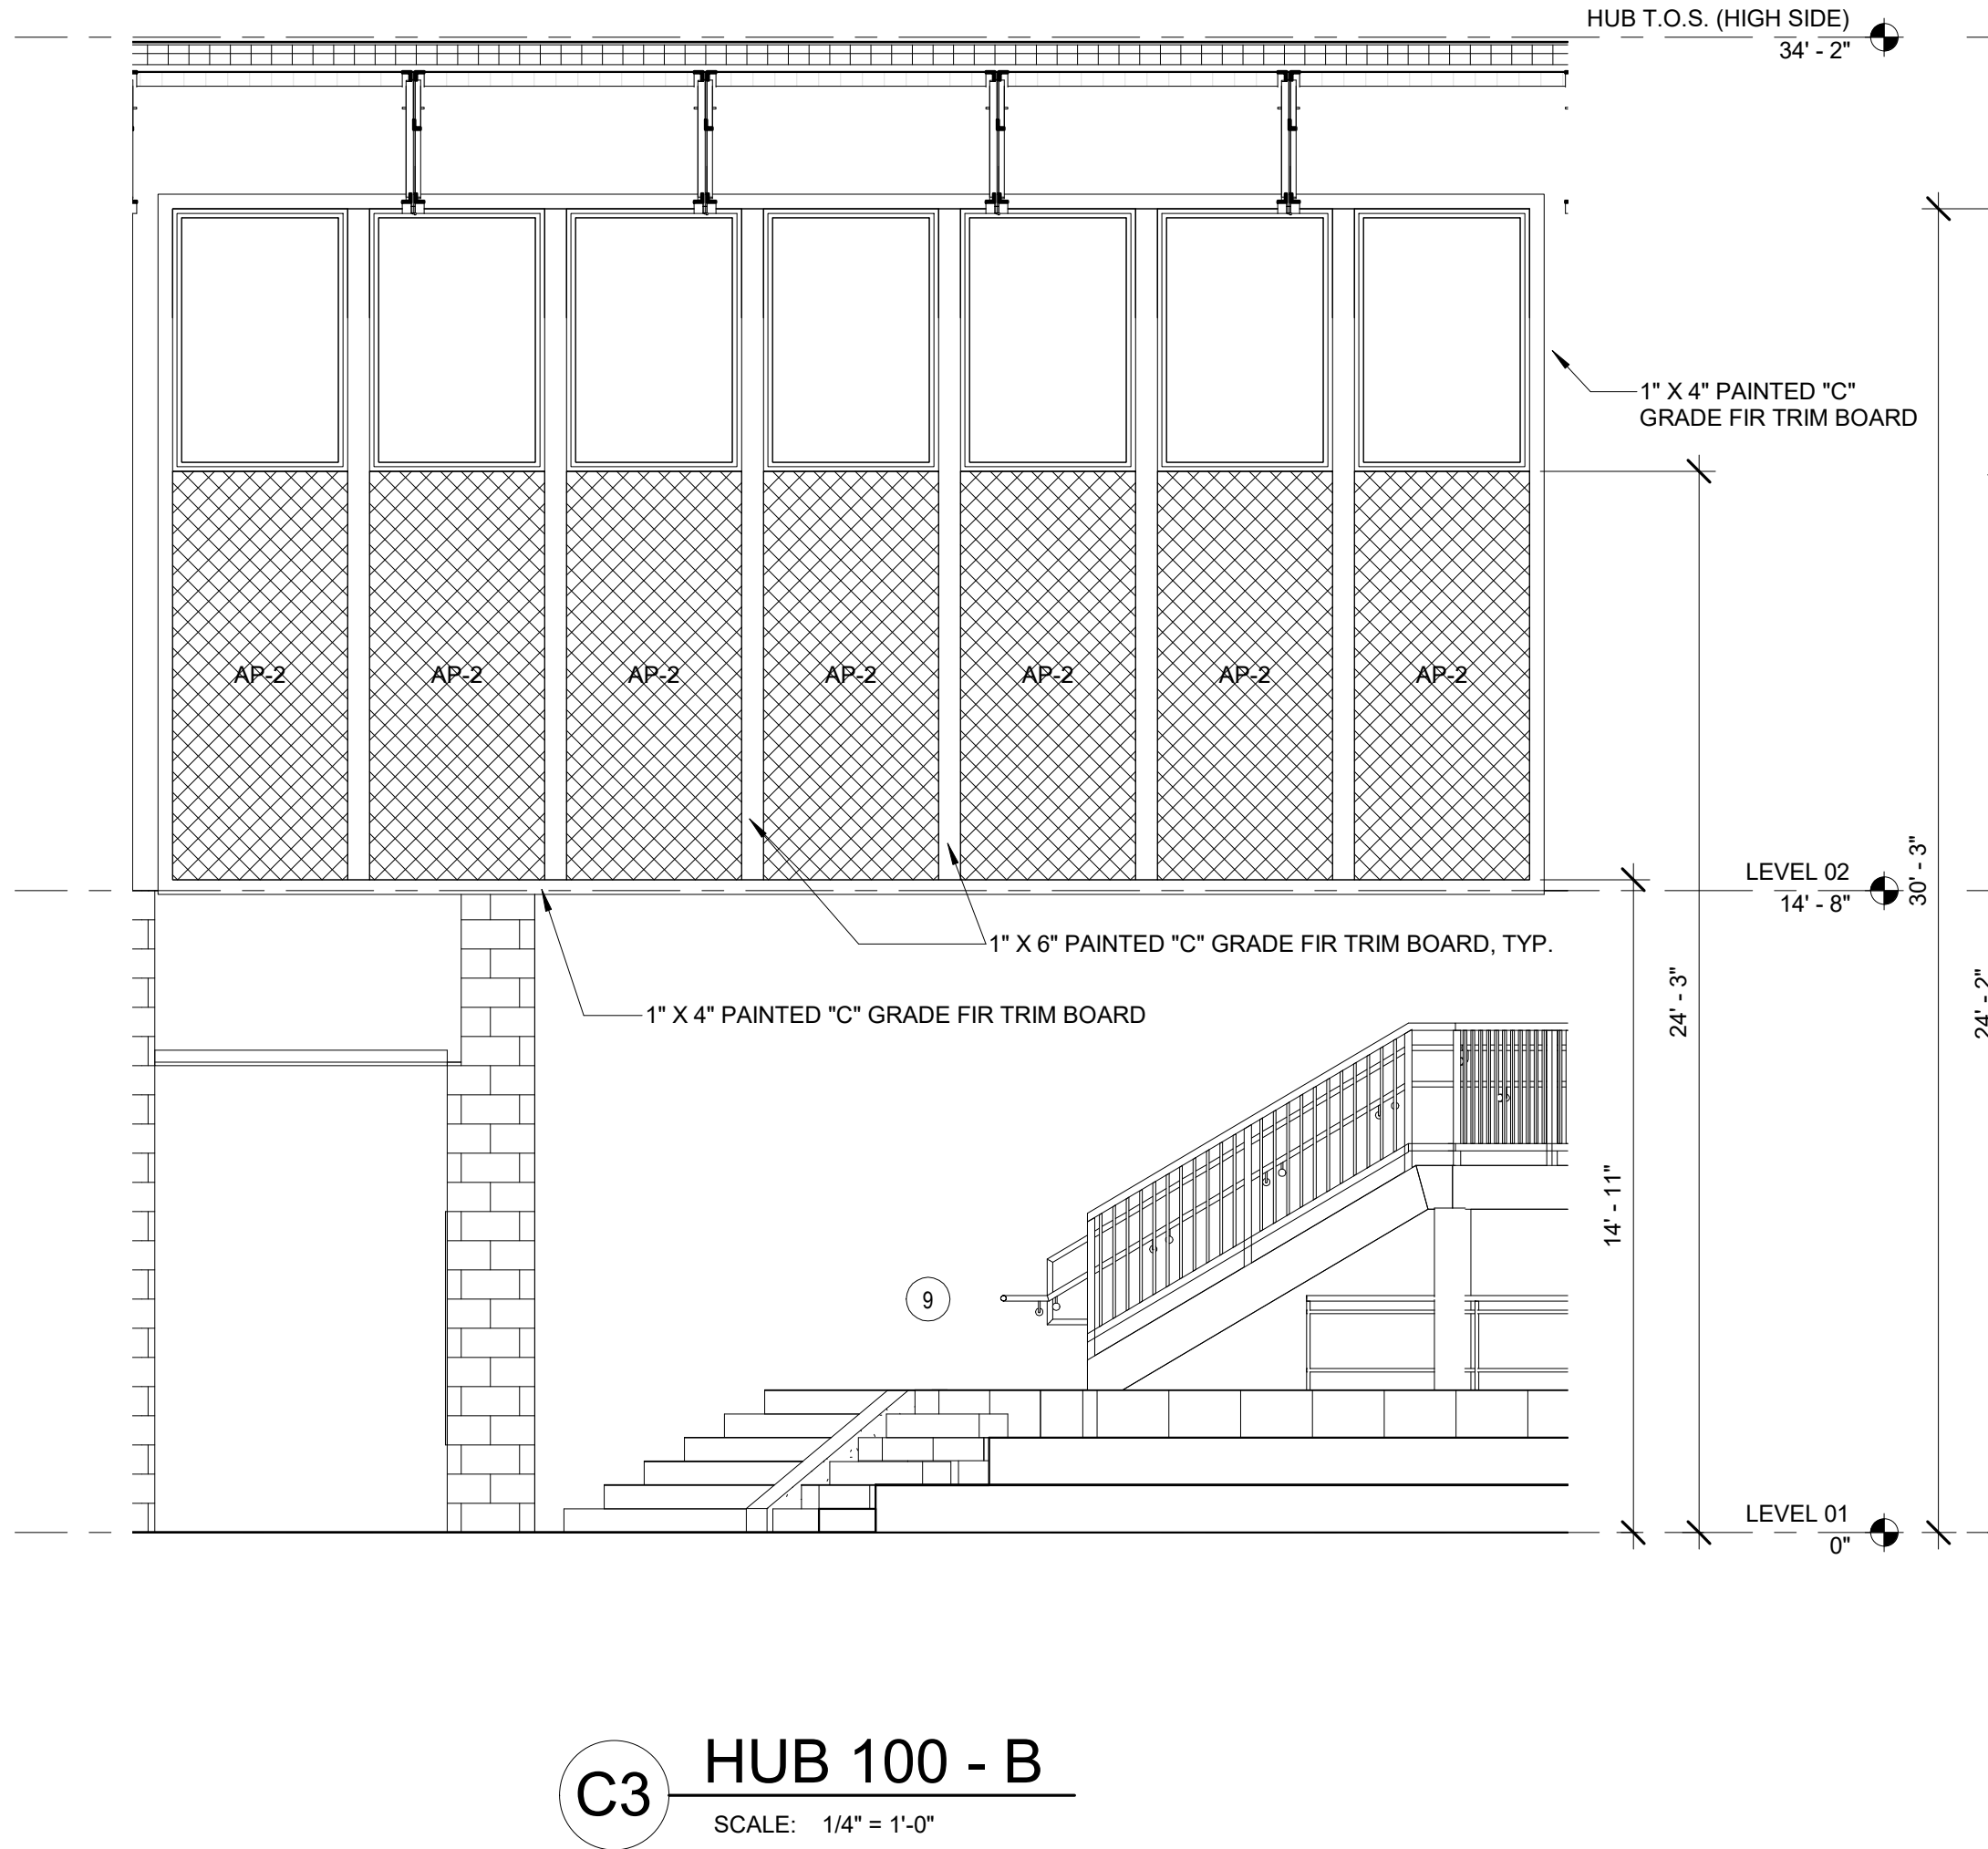 HUB T.O.S. (HIGH SIDE)
34' - 2"
1" X 4" PAINTED "C"
GRADE FIR TRIM BOARD
AP-2
AP-2
AP-2
AP-2
AP-2
AP-2
AP-2
LEVEL 02
14' - 8"
30' - 3"
1" X 6" PAINTED "C" GRADE FIR TRIM BOARD, TYP.
1" X 4" PAINTED "C" GRADE FIR TRIM BOARD
24' - 3"
24' - 2"
14' - 11"
9
LEVEL 01
0"
C3
HUB 100 - B
SCALE: 1/4" = 1'-0"